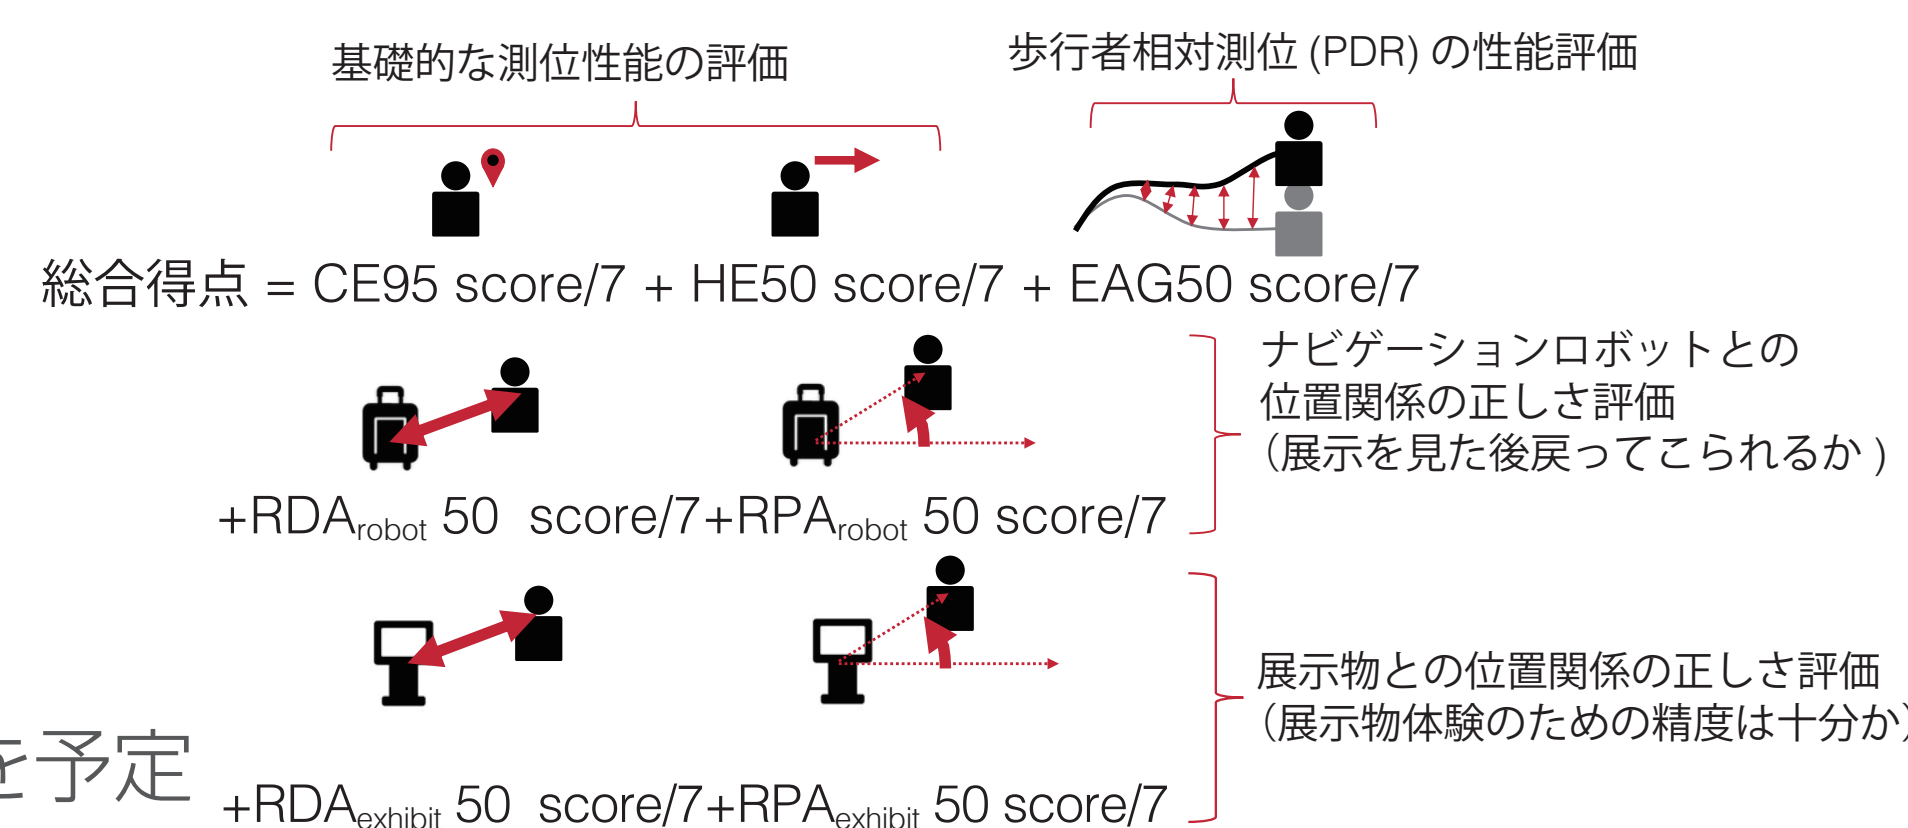 基礎的な測位性能の評価
歩行者相対測位 (PDR) の性能評価
総合得点 = CE95 score/7 + HE50 score/7 + EAG50 score/7
ナビゲーションロボットとの
位置関係の正しさ評価
（展示を見た後戻ってこられるか )
+RDArobot 50 score/7+RPArobot 50 score/7
展示物との位置関係の正しさ評価
（展示物体験のための精度は十分か）
を予定
+RDAexhibit 50 score/7+RPAexhibit 50 score/7